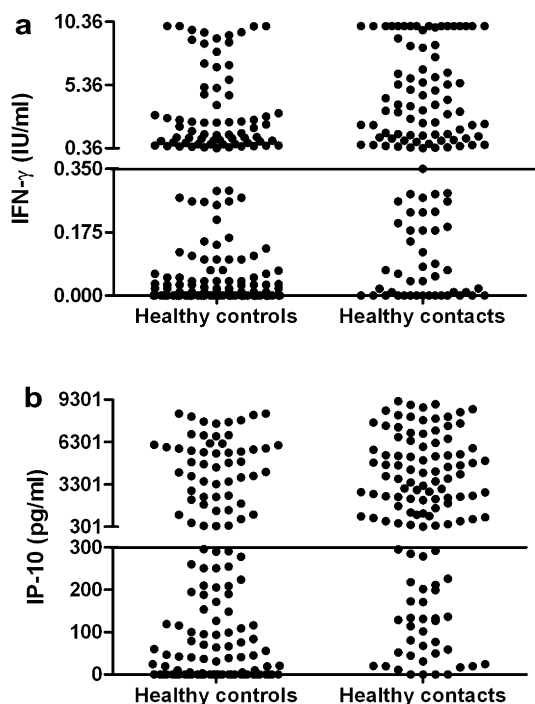 a
10.36
5.36
0.36
0.350
0.175
0.000
IFN-γ (IU/ml)
Healthy controls Healthy contacts
b
9301
6301
3301
301
300
200
100
0
IP-10 (pg/ml)
Healthy controls Healthy contacts